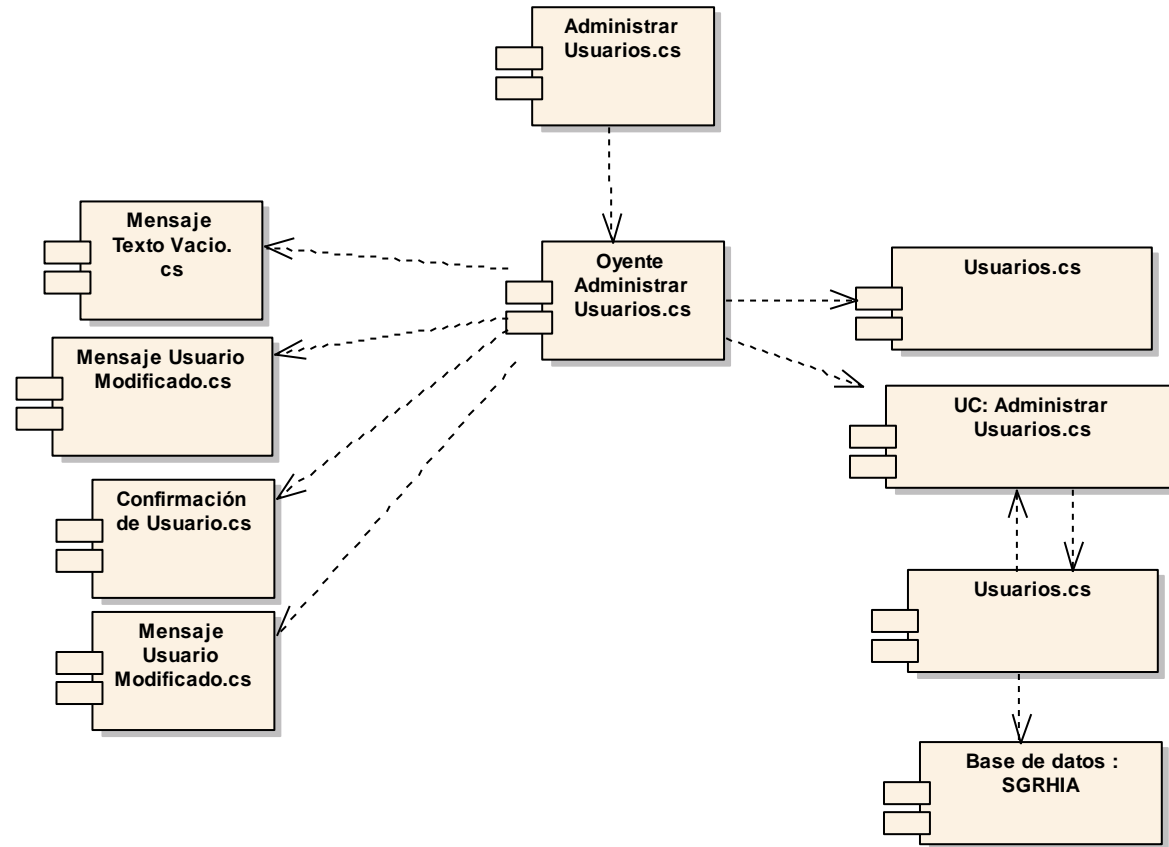 Administrar
Usuarios.cs
Mensaje
Texto Vacio.
cs
Oyente
Administrar
Usuarios.cs
Usuarios.cs
Mensaje Usuario
Modificado.cs
UC: Administrar
Usuarios.cs
Confirmación
de Usuario.cs
Usuarios.cs
Mensaje
Usuario
Modificado.cs
Base de datos :
SGRHIA